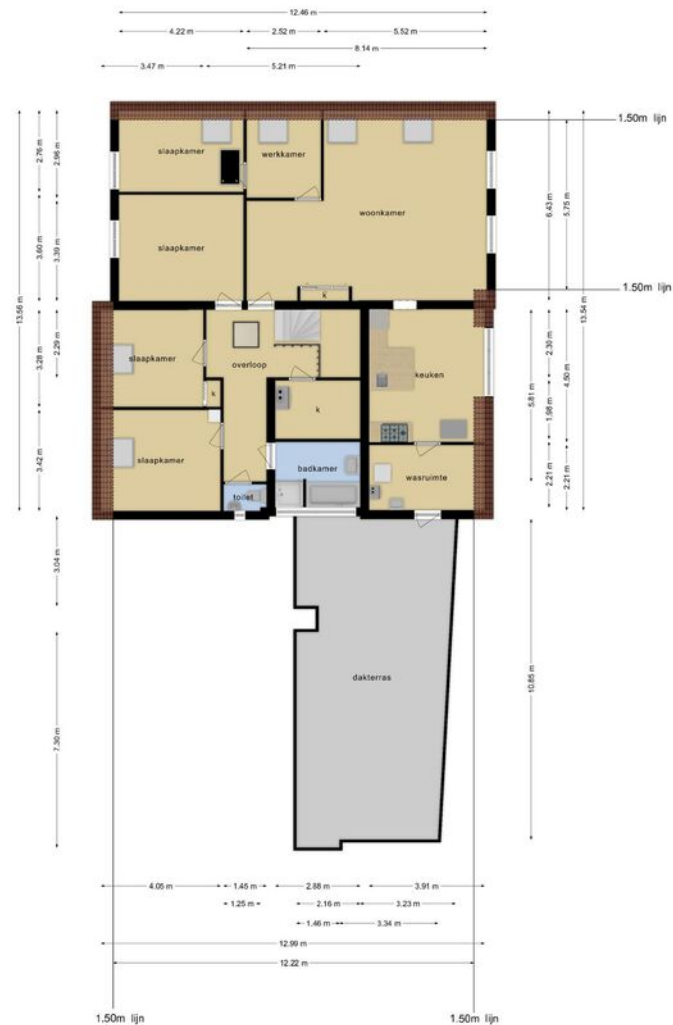 12.46 m
4.22 m
2.52 m
5.52 m
8.14 m
3.47 m
5.21 m
1.50m lijn
2.76 m
2.96 m
slaapkamer
werkkamer
woonkamer
6.43 m
5.75 m
3.60 m
3.39 m
slaapkamer
1.50m lijn
k
13.56 m
13.54 m
3.28 m
2.29 m
slaapkamer
overloop
keuken
2.30 m
4.50 m
5.81 m
k
k
1.98 m
3.42 m
slaapkamer
badkamer
wasruimte
2.21 m
2.21 m
toilet
3.04 m
dakterras
10.85 m
7.30 m
4.05 m
1.45 m
2.88 m
3.91 m
1.25 m
2.16 m
3.23 m
1.46 m
3.34 m
12.99 m
12.22 m
1.50m lijn
1.50m lijn